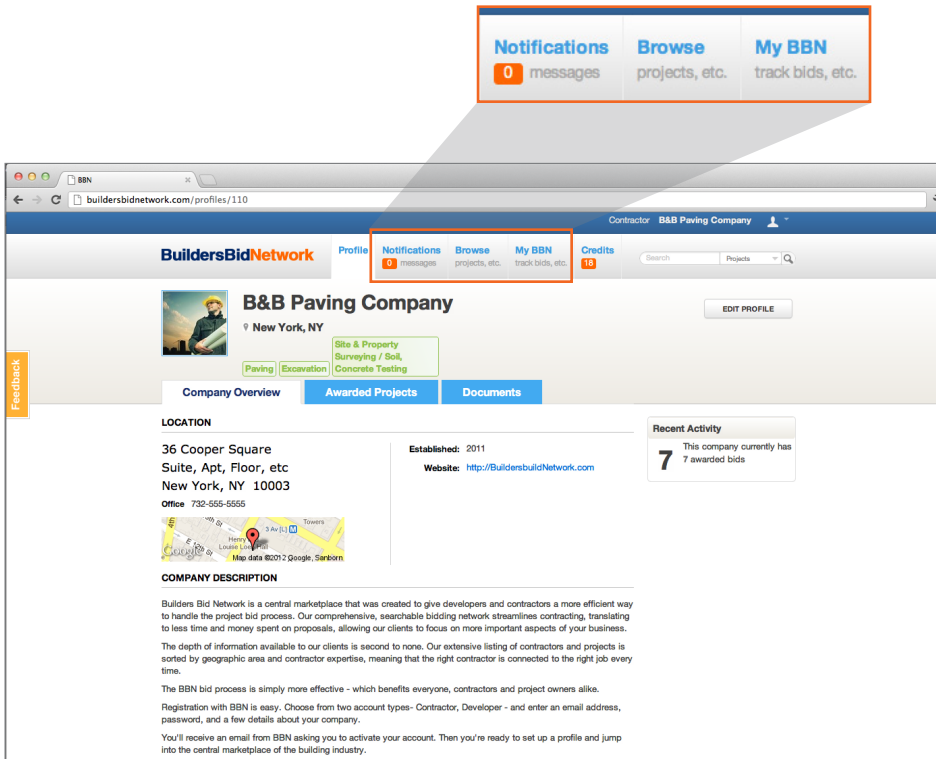 Notifications Browse My BBN
0 messages projects, etc. track bids, etc.
BBN
buildersbidnetwork.com/profiles/110
Contractor B&B Paving Company
BuildersBidNetwork Profile Notifications Browse My BBN Credits
0 messages projects, etc. track bids, etc. 18
Search Projects
B&B Paving Company
EDIT PROFILE
New York, NY
Paving Excavation
Site & Property
Surveying / Soil,
Concrete Testing
Feedback
Company Overview Awarded Projects Documents
LOCATION
36 Cooper Square
Suite, Apt, Floor, etc
New York, NY 10003
Office 732-555-5555
Established: 2011
Website: http://BuildersbuildNetwork.com
Recent Activity
7 This company currently has
7 awarded bids
4th
Towers
3 Av [L] M
E 12th St
Henry
Google
Map data ©2012 Google, Sanborn
COMPANY DESCRIPTION
Builders Bid Network is a central marketplace that was created to give developers and contractors a more efficient way
to handle the project bid process. Our comprehensive, searchable bidding network streamlines contracting, translating
to less time and money spent on proposals, allowing our clients to focus on more important aspects of your business.
The depth of information available to our clients is second to none. Our extensive listing of contractors and projects is
sorted by geographic area and contractor expertise, meaning that the right contractor is connected to the right job every
time.
The BBN bid process is simply more effective - which benefits everyone, contractors and project owners alike.
Registration with BBN is easy. Choose from two account types- Contractor, Developer - and enter an email address,
password, and a few details about your company.
You'll receive an email from BBN asking you to activate your account. Then you're ready to set up a profile and jump
into the central marketplace of the building industry.